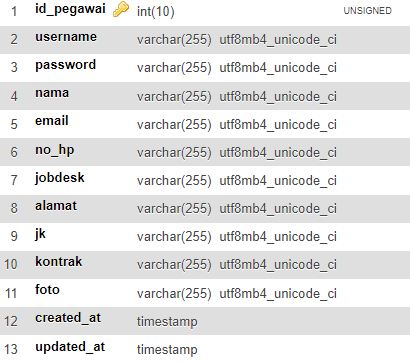 1 id_pegawai int(10) UNSIGNED
2 username varchar(255) utf8mb4_unicode_ci
3 password varchar(255) utf8mb4_unicode_ci
4 nama varchar(255) utf8mb4_unicode_ci
5 email varchar(255) utf8mb4_unicode_ci
6 no_hp varchar(255) utf8mb4_unicode_ci
7 jobdesk varchar(255) utf8mb4_unicode_ci
8 alamat varchar(255) utf8mb4_unicode_ci
9 jk varchar(255) utf8mb4_unicode_ci
10 kontrak varchar(255) utf8mb4_unicode_ci
11 foto varchar(255) utf8mb4_unicode_ci
12 created_at timestamp
13 updated_at timestamp